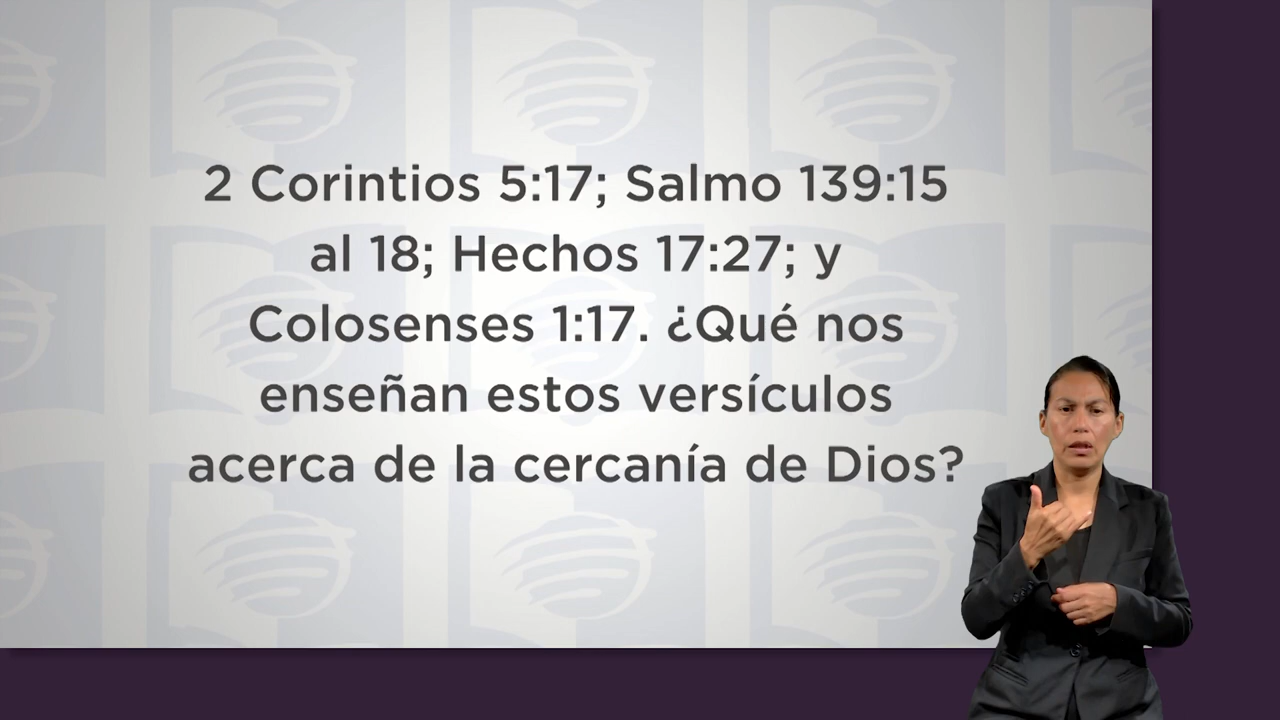 2 Corintios 5:17; Salmo 139:15
al 18; Hechos 17:27; y
Colosenses 1:17. ¿Qué nos
enseñan estos versículos
acerca de la cercanía de Dios?